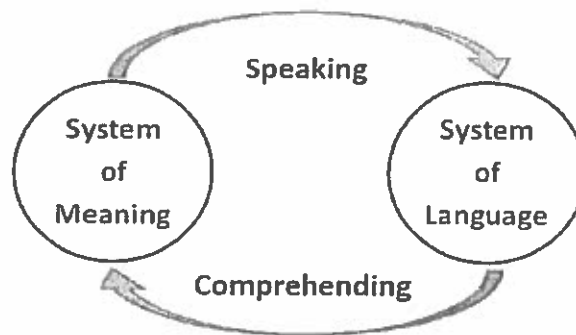 Speaking
System
of
Meaning
System
of
Language
Comprehending